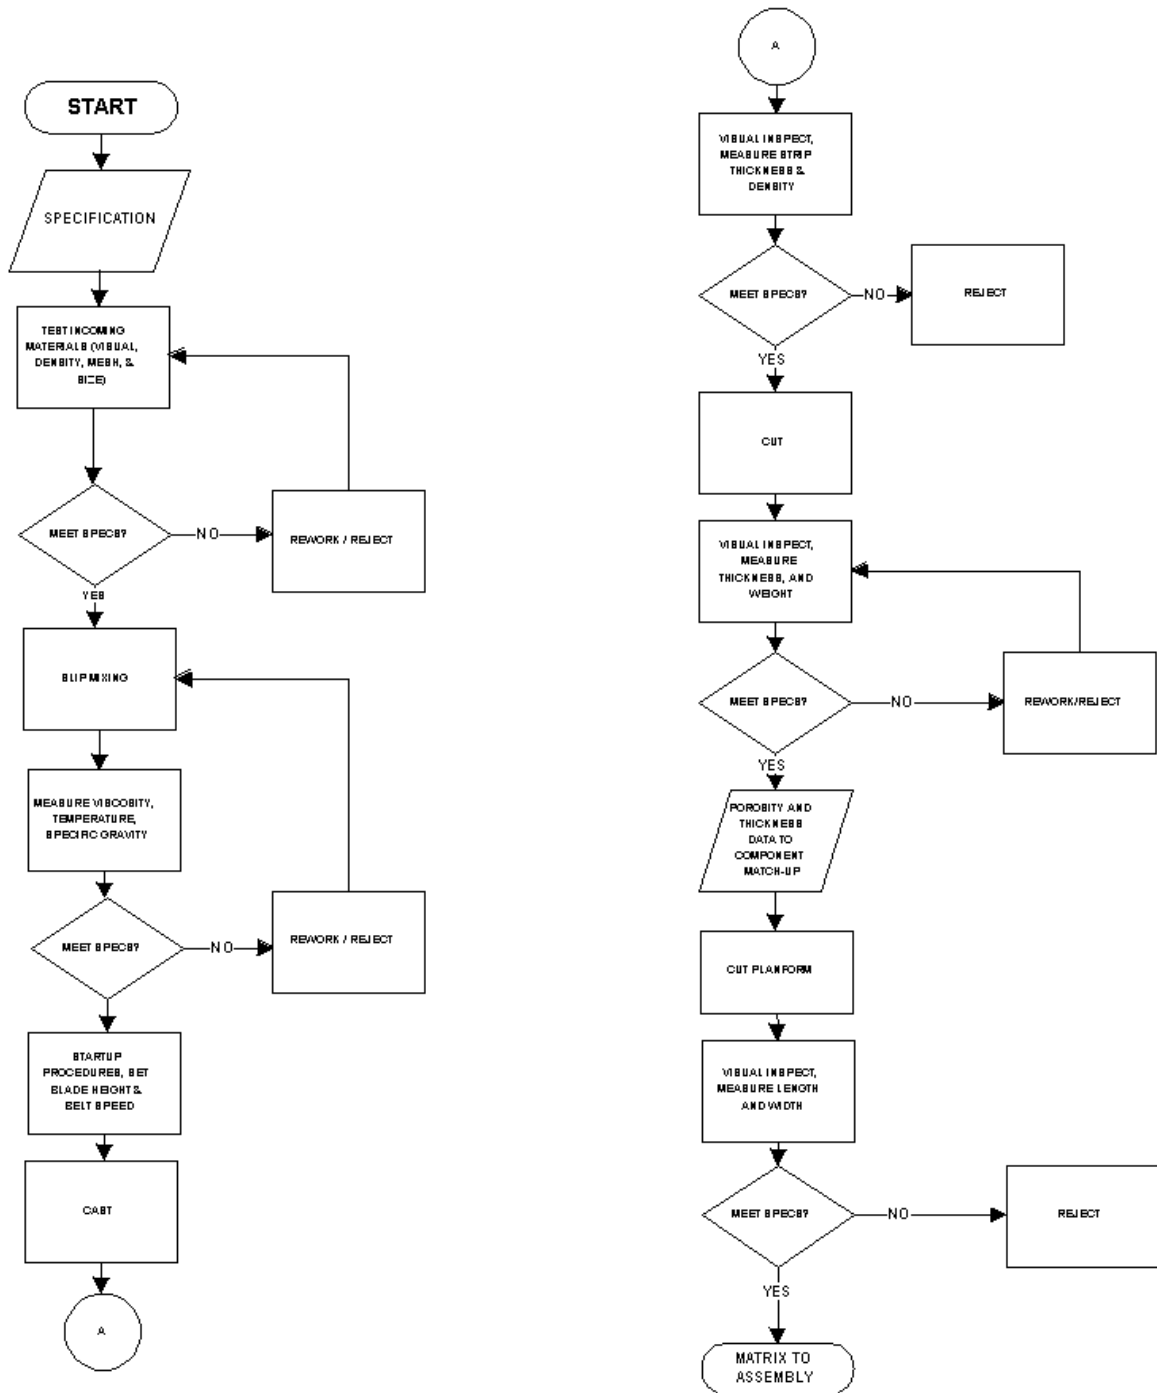 START
SPECIFICATION
TEST INCOMING
MATERIALS (VISUAL,
DENSITY, MESH, &
SIZE)
MEET SPECS?
NO
REWORK / REJECT
YES
SLIP MIXING
MEASURE VISCOSITY,
TEMPERATURE,
SPECIFIC GRAVITY
MEET SPECS?
NO
REWORK / REJECT
STARTUP
PROCEDURES, SET
BLADE HEIGHT &
BELT SPEED
CAST
A
A
VISUAL INSPECT,
MEASURE STRIP
THICKNESS &
DENSITY
MEET SPECS?
NO
REJECT
YES
CUT
VISUAL INSPECT,
MEASURE
THICKNESS, AND
WEIGHT
MEET SPECS?
NO
REWORK/REJECT
YES
POROSITY AND
THICKNESS
DATA TO
COMPONENT
MATCH-UP
CUT PLANFORM
VISUAL INSPECT,
MEASURE LENGTH
AND WIDTH
MEET SPECS?
NO
REJECT
YES
MATRIX TO
ASSEMBLY